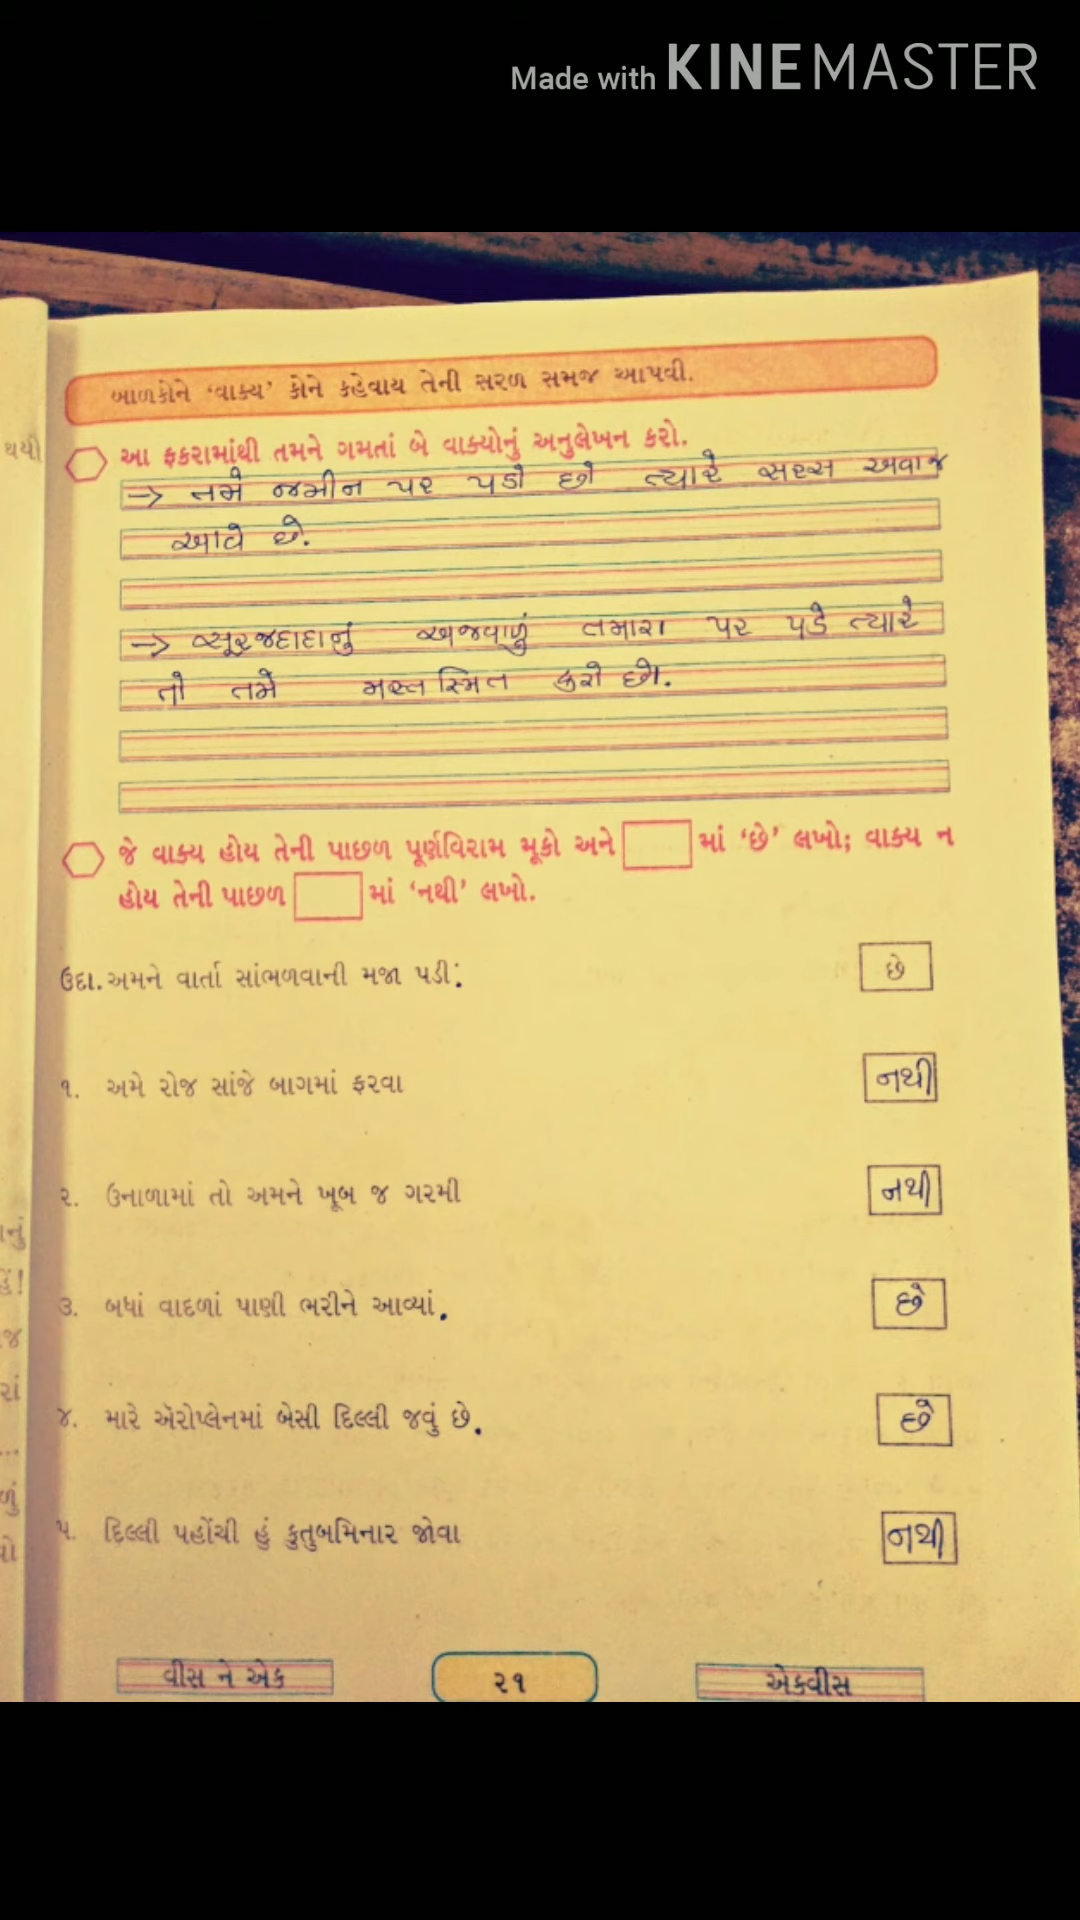 Made with KINEMASTER
બાળકોને 'વાક્ય' કોને કહેવાય તેની સરળ સમજ આપવી.
થયો
આ ફકરામાંથી તમને ગમતાં બે વાક્યોનું અનુલેખન કરો.
→ તમે જમીન પર પડો છો ત્યારે સરસ અવાજ
આવે છે.
→ સૂરજદાદાનું અજવાળું તમારા પર પડે ત્યારે
તો તમે મસ્ત સ્મિત કરો છો.
જે વાક્ય હોય તેની પાછળ પૂર્ણવિરામ મૂકો અને માં 'છે' લખો; વાક્ય ન
હોય તેની પાછળ માં 'નથી' લખો.
ઉદા. અમને વાર્તા સાંભળવાની મજા પડી. છે
૧. અમે રોજ સાંજે બાગમાં ફરવા નથી
૨. ઉનાળામાં તો અમને ખૂબ જ ગરમી નથી
૩. બધાં વાદળાં પાણી ભરીને આવ્યાં. છે
૪. મારે ઍરોપ્લેનમાં બેસી દિલ્લી જવું છે. છે
૫. દિલ્લી પહોંચી હું કુતુબમિનાર જોવા નથી
વીસ ને એક ૨૧ એકવીસ